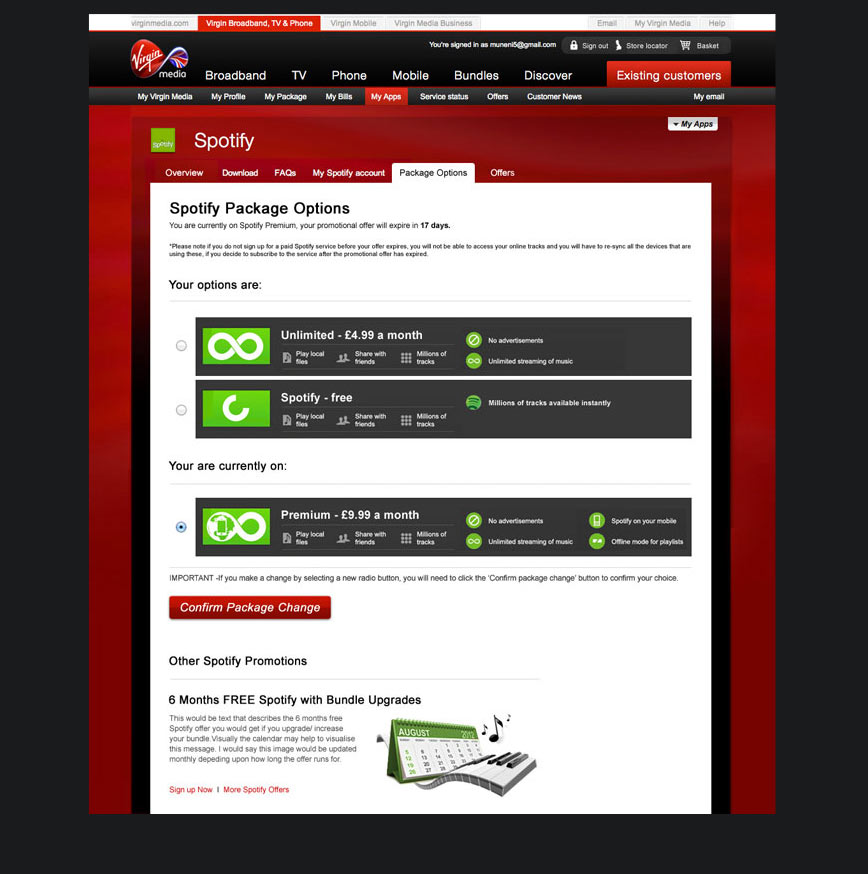 virginmedia.com Virgin Broadband, TV & Phone Virgin Mobile Virgin Media Business Email My Virgin Media Help
You're signed in as muneni5@gmail.com Sign out Store locator Basket
Virgin media
Broadband TV Phone Mobile Bundles Discover Existing customers
My Virgin Media My Profile My Package My Bills My Apps Service status Offers Customer News My email
My Apps
Spotify Spotify
Overview Download FAQs My Spotify account Package Options Offers
Spotify Package Options
You are currently on Spotify Premium, your promotional offer will expire in 17 days.
*Please note if you do not sign up for a paid Spotify service before your offer expires, you will not be able to access your online tracks and you will have to re-sync all the devices that are
using these, if you decide to subscribe to the service after the promotional offer has expired.
Your options are:
Unlimited - £4.99 a month
No advertisements
Play local files
Share with friends
Millions of tracks
Unlimited streaming of music
Spotify - free
Millions of tracks available instantly
Play local files
Share with friends
Millions of tracks
Your are currently on:
Premium - £9.99 a month
No advertisements
Spotify on your mobile
Play local files
Share with friends
Millions of tracks
Unlimited streaming of music
Offline mode for playlists
IMPORTANT -If you make a change by selecting a new radio button, you will need to click the 'Confirm package change' button to confirm your choice.
Confirm Package Change
Other Spotify Promotions
6 Months FREE Spotify with Bundle Upgrades
This would be text that describes the 6 months free
Spotify offer you would get if you upgrade/ increase
your bundle.Visually the calendar may help to visualise
this message. I would say this image would be updated
monthly depeding upon how long the offer runs for.
AUGUST 2012
Sign up Now I More Spotify Offers